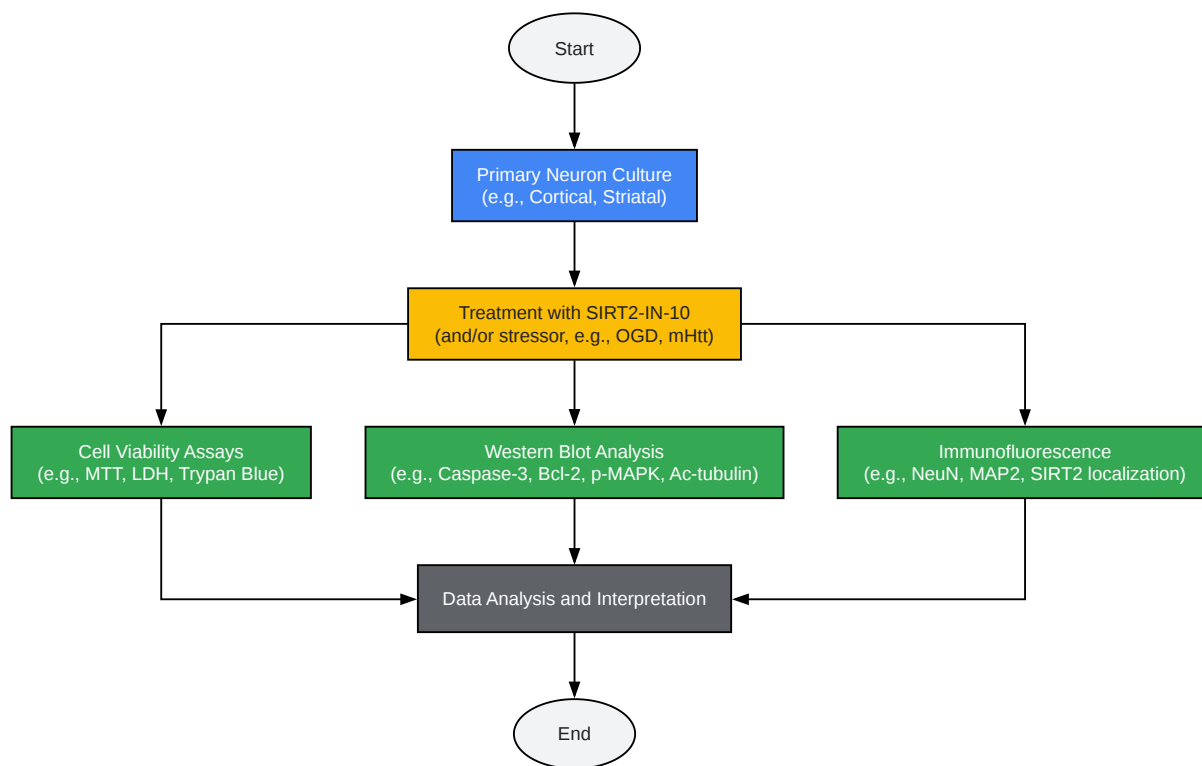 Start
Primary Neuron Culture
(e.g., Cortical, Striatal)
Treatment with SIRT2-IN-10
(and/or stressor, e.g., OGD, mHtt)
Cell Viability Assays
(e.g., MTT, LDH, Trypan Blue)
Western Blot Analysis
(e.g., Caspase-3, Bcl-2, p-MAPK, Ac-tubulin)
Immunofluorescence
(e.g., NeuN, MAP2, SIRT2 localization)
Data Analysis and Interpretation
End